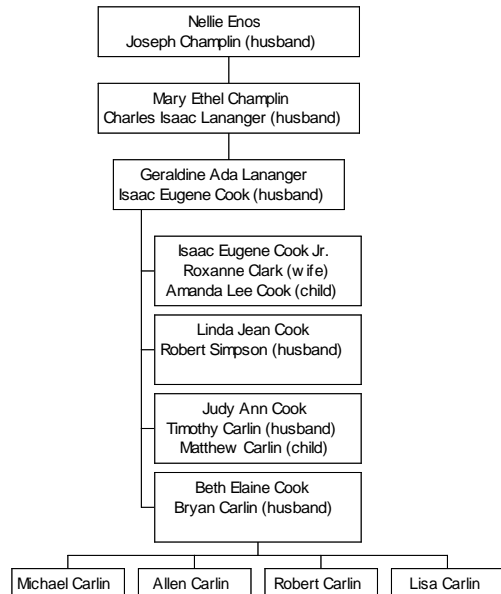 Nellie Enos
Joseph Champlin (husband)
Mary Ethel Champlin
Charles Isaac Lananger (husband)
Geraldine Ada Lananger
Isaac Eugene Cook (husband)
Isaac Eugene Cook Jr.
Roxanne Clark (wife)
Amanda Lee Cook (child)
Linda Jean Cook
Robert Simpson (husband)
Judy Ann Cook
Timothy Carlin (husband)
Matthew Carlin (child)
Beth Elaine Cook
Bryan Carlin (husband)
Michael Carlin
Allen Carlin
Robert Carlin
Lisa Carlin